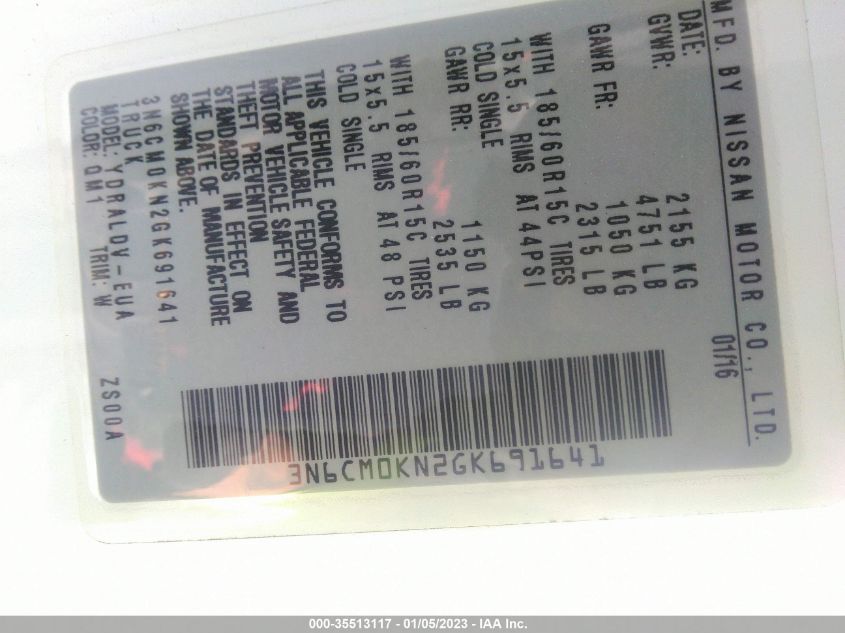 MFD. BY NISSAN MOTOR CO., LTD.
DATE: 01/16
GVWR: 2155 KG
4751 LB
GAWR FR: 1050 KG
2315 LB
WITH 185/60R15C TIRES
15x5.5 RIMS AT 44PSI
COLD SINGLE
GAWR RR: 1150 KG
2535 LB
WITH 185/60R15C TIRES
15x5.5 RIMS AT 48 PSI
COLD SINGLE
THIS VEHICLE CONFORMS TO
ALL APPLICABLE FEDERAL
MOTOR VEHICLE SAFETY AND
THEFT PREVENTION
STANDARDS IN EFFECT ON
THE DATE OF MANUFACTURE
SHOWN ABOVE.
3N6CM0KN2GK691641
TRUCK
MODEL: YDRALDV-EUA
COLOR: QM1 TRIM: W ZS00A
3N6CM0KN2GK691641
000-35513117 - 01/05/2023 - IAA Inc.